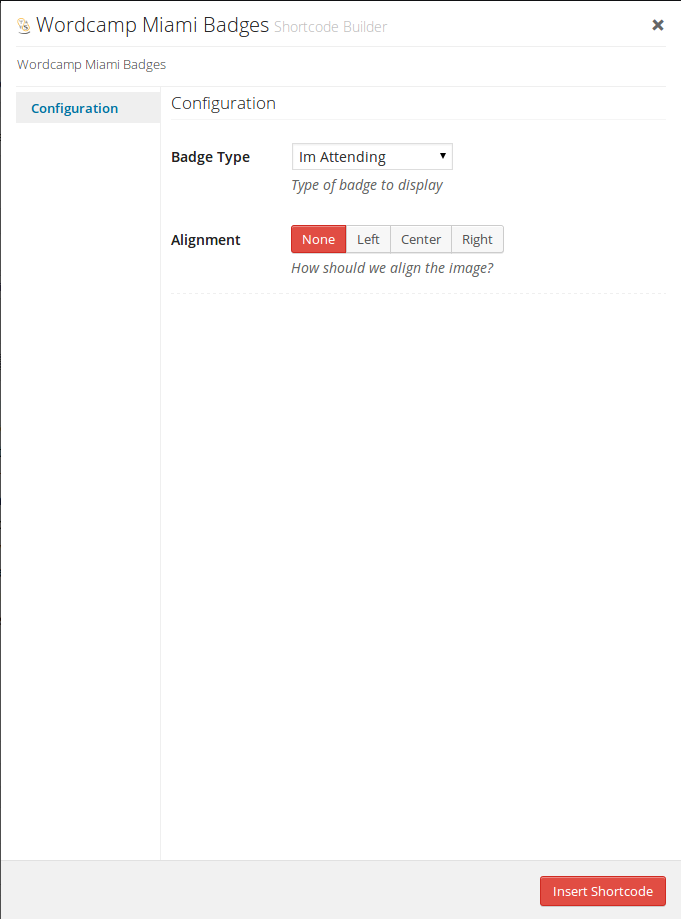 Wordcamp Miami Badges Shortcode Builder
Wordcamp Miami Badges
Configuration
Configuration
Badge Type Im Attending
Type of badge to display
Alignment None Left Center Right
How should we align the image?
Insert Shortcode